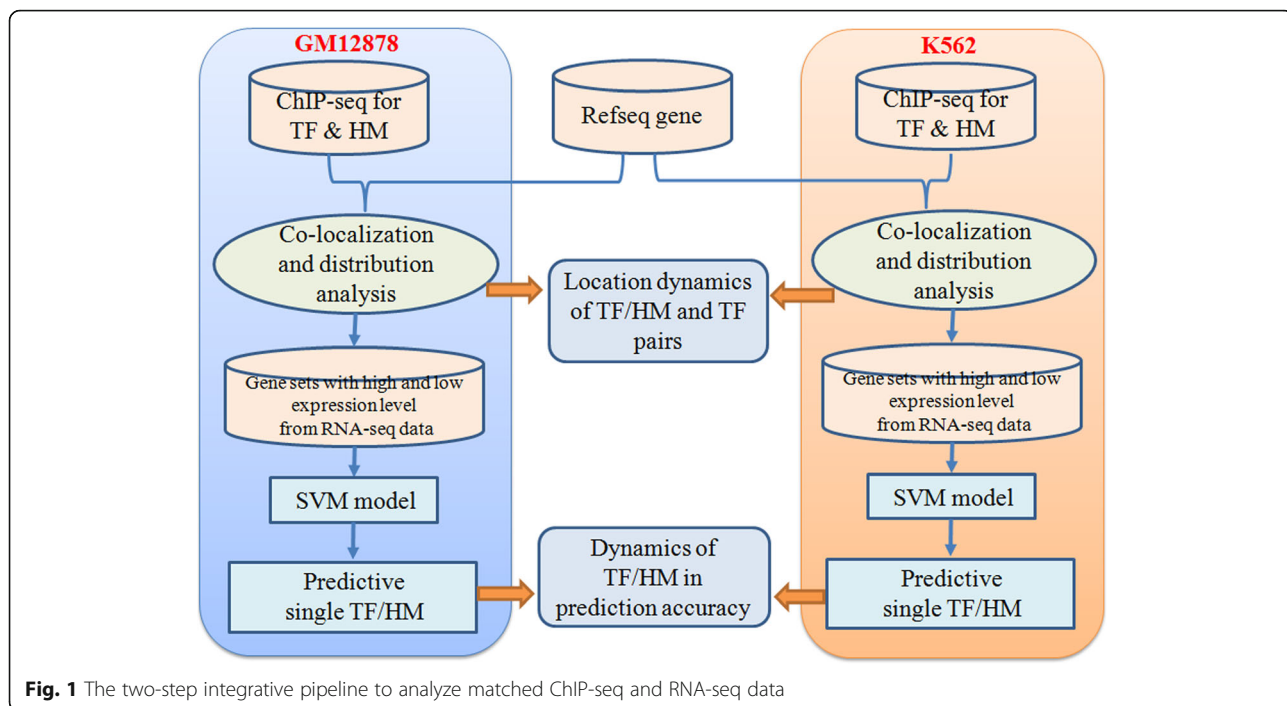 GM12878
K562
ChIP-seq for
TF & HM
Refseq gene
ChIP-seq for
TF & HM
Co-localization
and distribution
analysis
Location dynamics
of TF/HM and TF
pairs
Co-localization
and distribution
analysis
Gene sets with high and low
expression level
from RNA-seq data
Gene sets with high and low
expression level
from RNA-seq data
SVM model
SVM model
Predictive
single TF/HM
Dynamics of
TF/HM in
prediction accuracy
Predictive
single TF/HM
Fig. 1 The two-step integrative pipeline to analyze matched ChIP-seq and RNA-seq data